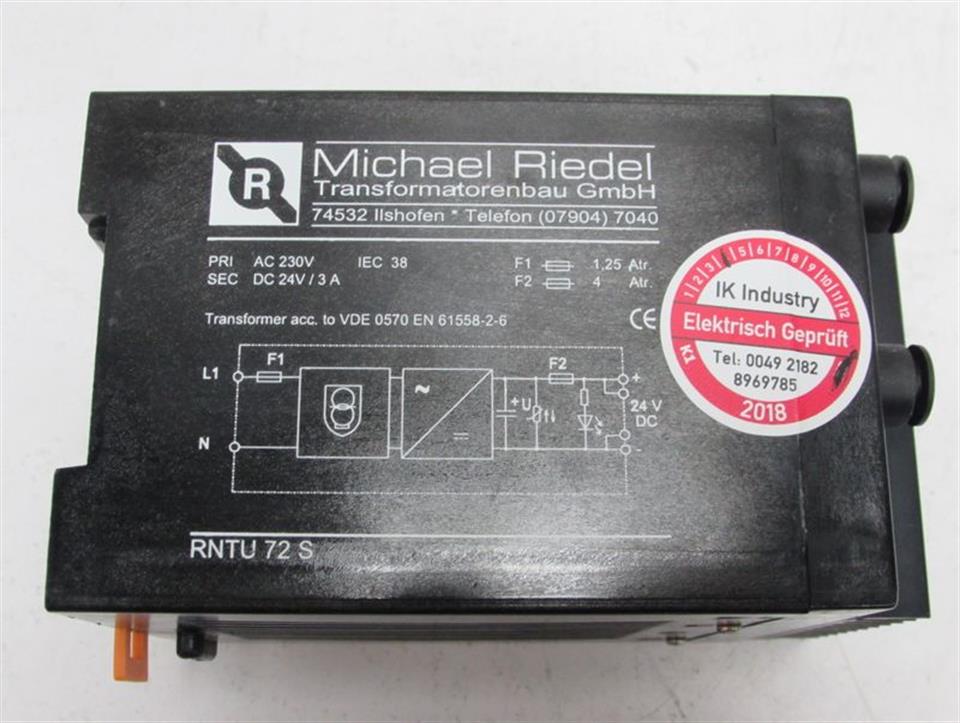 R
Michael Riedel
Transformatorenbau GmbH
74532 Ilshofen * Telefon (07904) 7040
PRI AC 230V IEC 38
SEC DC 24V / 3 A
F1 1,25 Atr.
F2 4 Atr.
Transformer acc. to VDE 0570 EN 61558-2-6
CE
L1 F1
N
~
=
+ U
F2
+
24 V
DC
-
RNTU 72 S
1 2 3 5 6 7 8 9 10 11 12
IK Industry
Elektrisch Geprüft
K1
Tel: 0049 2182
8969785
2018